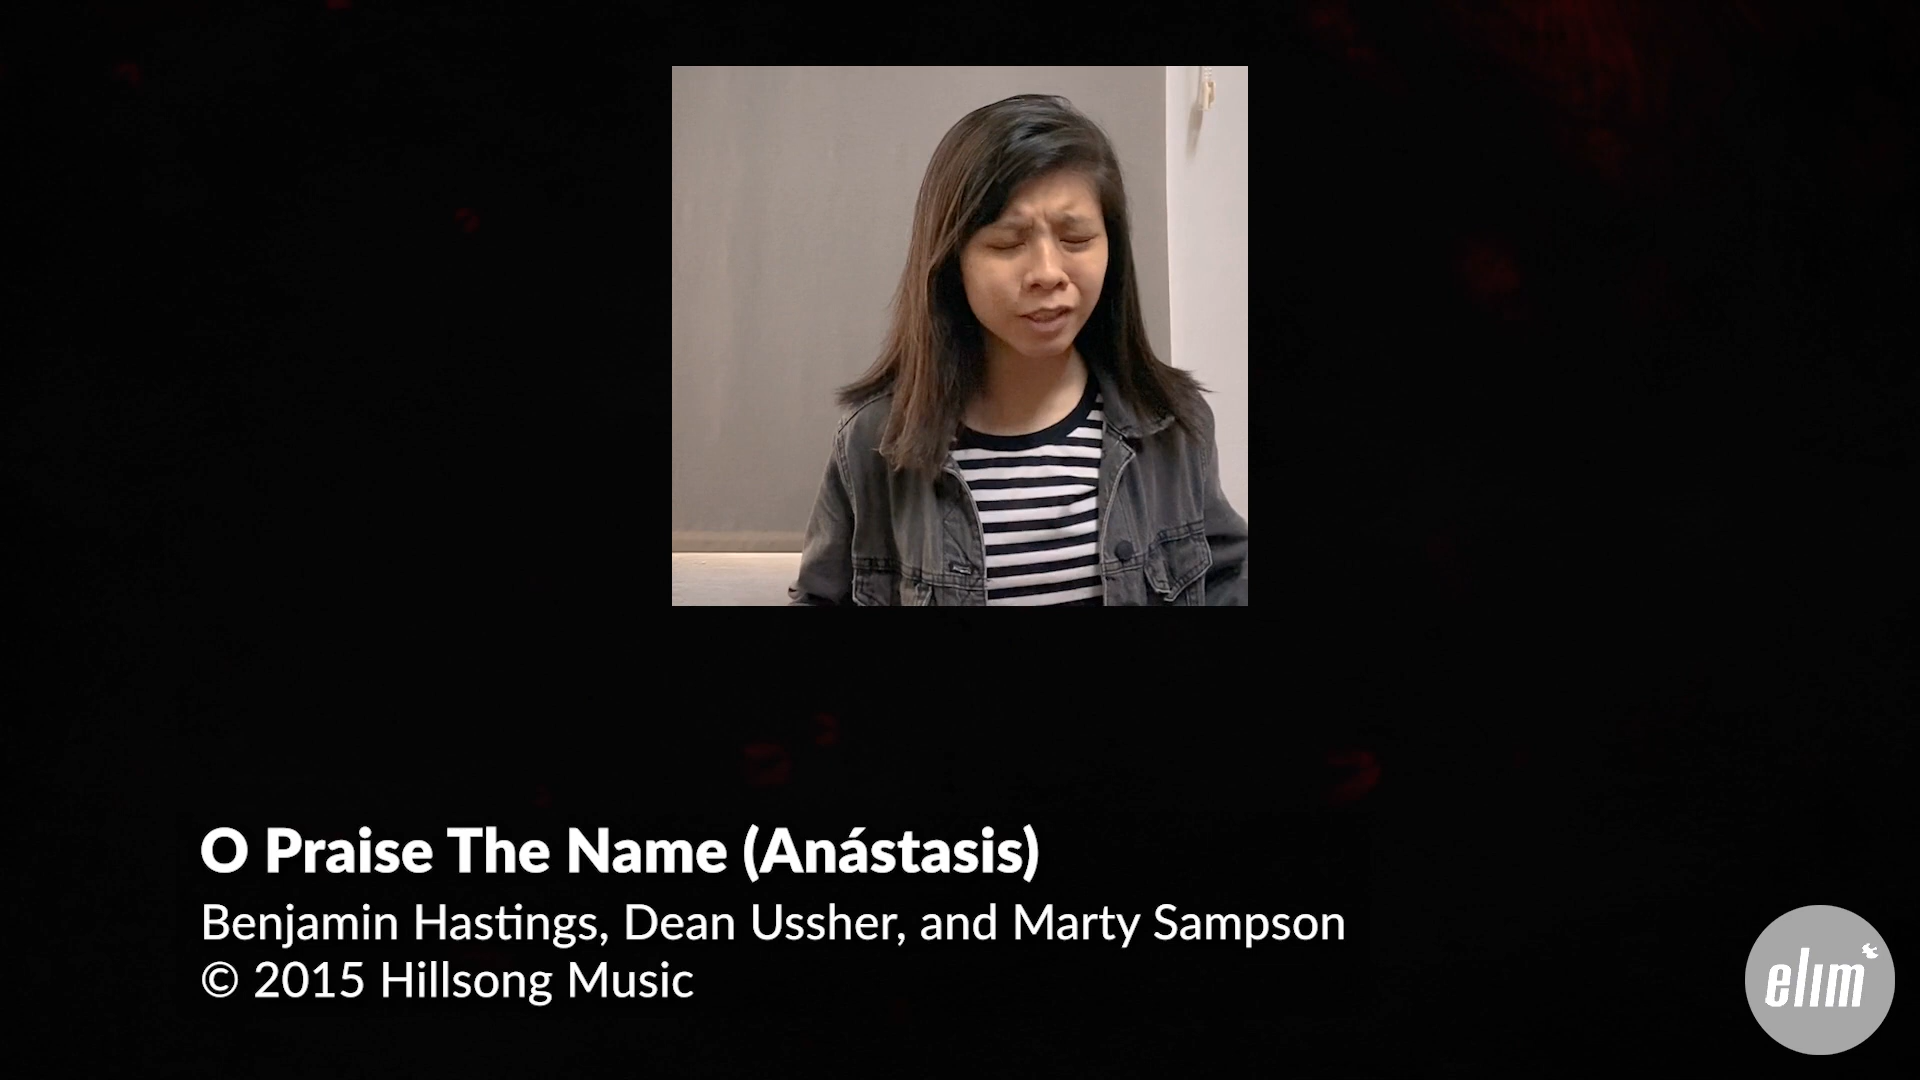 O Praise The Name (Anástasis)
Benjamin Hastings, Dean Ussher, and Marty Sampson
© 2015 Hillsong Music
elim